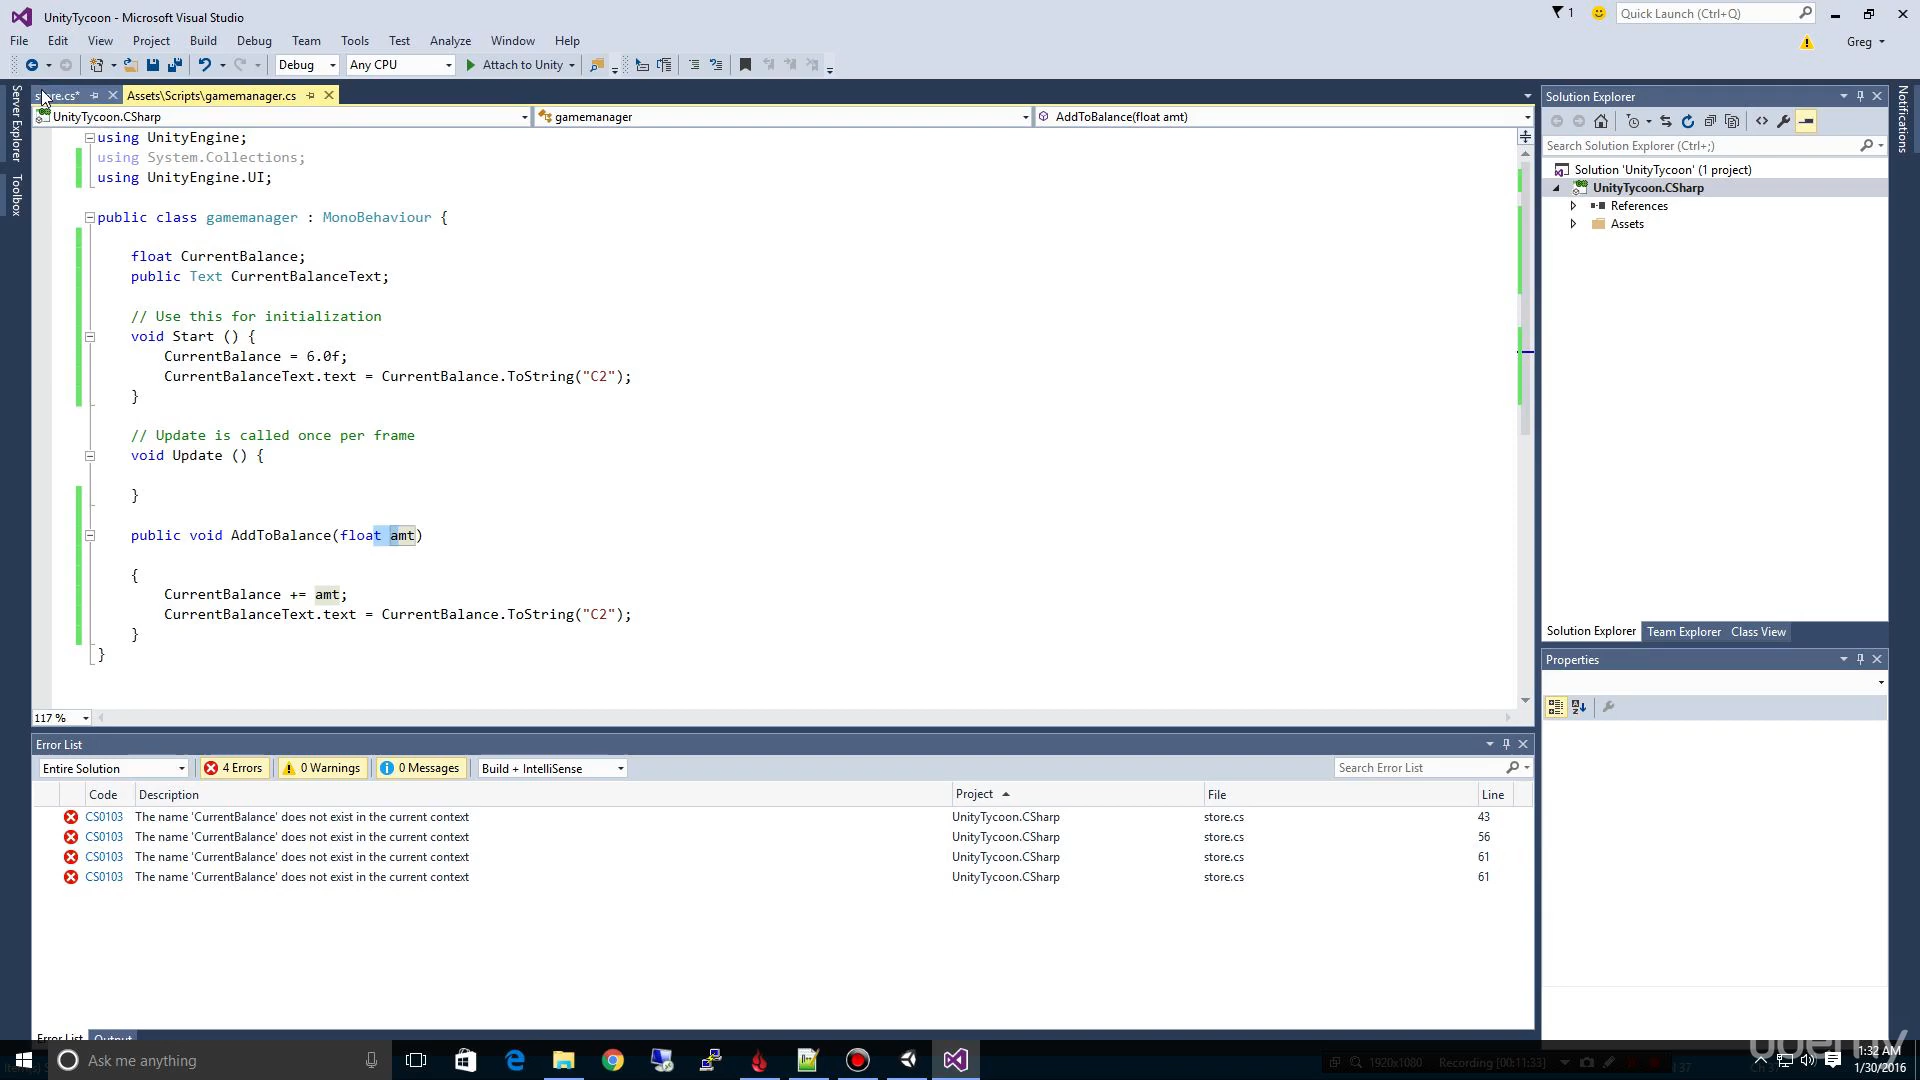 UnityTycoon - Microsoft Visual Studio
1
Quick Launch (Ctrl+Q)
File Edit View Project Build Debug Team Tools Test Analyze Window Help
Greg
Debug Any CPU Attach to Unity
Server Explorer
Toolbox
Assets\Scripts\gamemanager.cs
UnityTycoon.CSharp gamemanager AddToBalance(float amt)
using UnityEngine;
using System.Collections;
using UnityEngine.UI;
public class gamemanager : MonoBehaviour {
float CurrentBalance;
public Text CurrentBalanceText;
// Use this for initialization
void Start () {
CurrentBalance = 6.0f;
CurrentBalanceText.text = CurrentBalance.ToString("C2");
}
// Update is called once per frame
void Update () {
}
public void AddToBalance(float amt)
{
CurrentBalance += amt;
CurrentBalanceText.text = CurrentBalance.ToString("C2");
}
}
117 %
Solution Explorer
Search Solution Explorer (Ctrl+;)
Solution 'UnityTycoon' (1 project)
UnityTycoon.CSharp
References
Assets
Solution Explorer Team Explorer Class View
Properties
Notifications
Error List
Entire Solution 4 Errors 0 Warnings 0 Messages Build + IntelliSense Search Error List
Code Description Project File Line
CS0103 The name 'CurrentBalance' does not exist in the current context UnityTycoon.CSharp store.cs 43
CS0103 The name 'CurrentBalance' does not exist in the current context UnityTycoon.CSharp store.cs 56
CS0103 The name 'CurrentBalance' does not exist in the current context UnityTycoon.CSharp store.cs 61
CS0103 The name 'CurrentBalance' does not exist in the current context UnityTycoon.CSharp store.cs 61
Error List Output
Ask me anything
1920x1080 Recording [00:11:33]
udemy
1:32 AM
1/30/2016